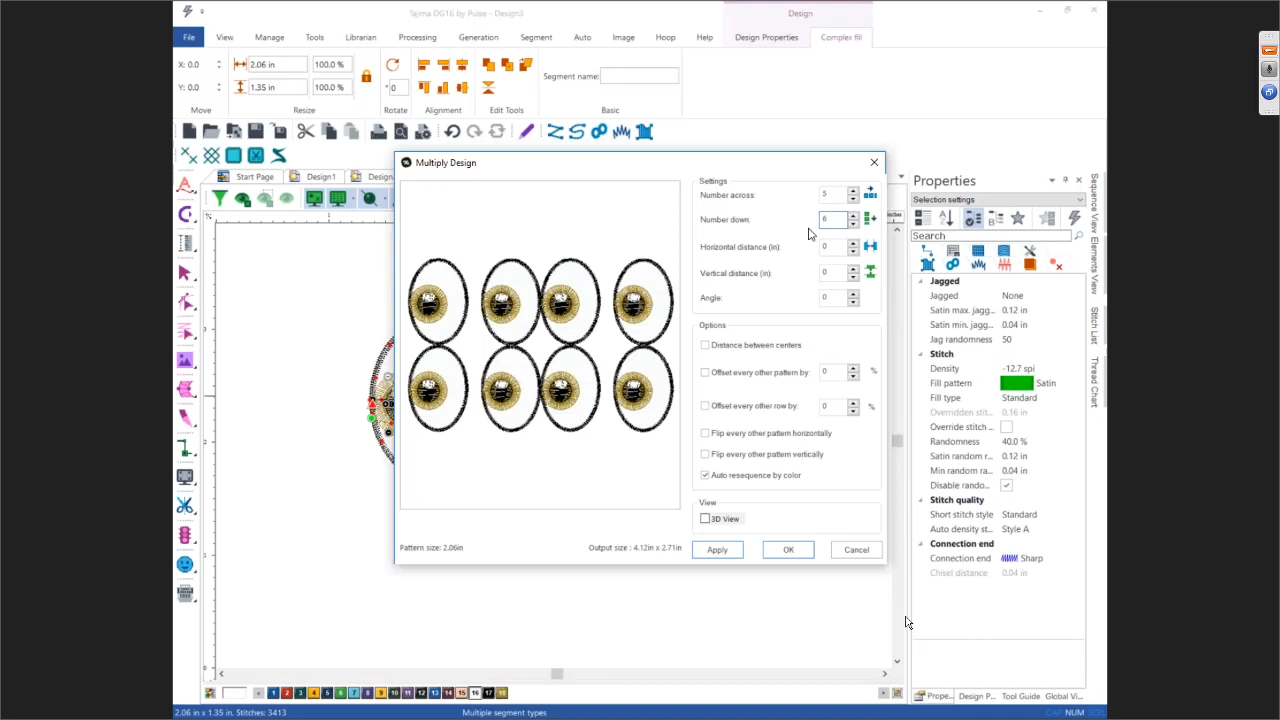 Tajima DG16 by Pulse - Design3
Design
File View Manage Tools Librarian Processing Generation Segment Auto Image Hoop Help Design Properties Complex fill
X: 0.0 2.06 in 100.0 %
Y: 0.0 1.35 in 100.0 % ° 0 Segment name:
Move Resize Rotate Alignment Edit Tools Basic
Start Page Design1 Design
Multiply Design
Settings
Number across: 5
Number down: 6
Horizontal distance (in): 0
Vertical distance (in): 0
Angle: 0
Options
Distance between centers
Offset every other pattern by: 0 %
Offset every other row by: 0 %
Flip every other pattern horizontally
Flip every other pattern vertically
Auto resequence by color
View
3D View
Pattern size: 2.06in Output size : 4.12in x 2.71in Apply OK Cancel
Properties
Selection settings
Search
Jagged
Jagged None
Satin max. jagg... 0.12 in
Satin min. jagg... 0.04 in
Jag randomness 50
Stitch
Density -12.7 spi
Fill pattern Satin
Fill type Standard
Overridden stit... 0.16 in
Override stitch ...
Randomness 40.0 %
Satin random r... 0.12 in
Min random ra... 0.04 in
Disable rando...
Stitch quality
Short stitch style Standard
Auto density st... Style A
Connection end
Connection end Sharp
Chisel distance 0.04 in
Sequence View Elements View Stitch List Thread Chart
1 2 3 4 5 6 7 8 9 10 11 12 13 14 15 16 17 18
Prope... Design P... Tool Guide Global Vi...
2.06 in x 1.35 in. Stitches: 3413 Multiple segment types CAP NUM SCRL